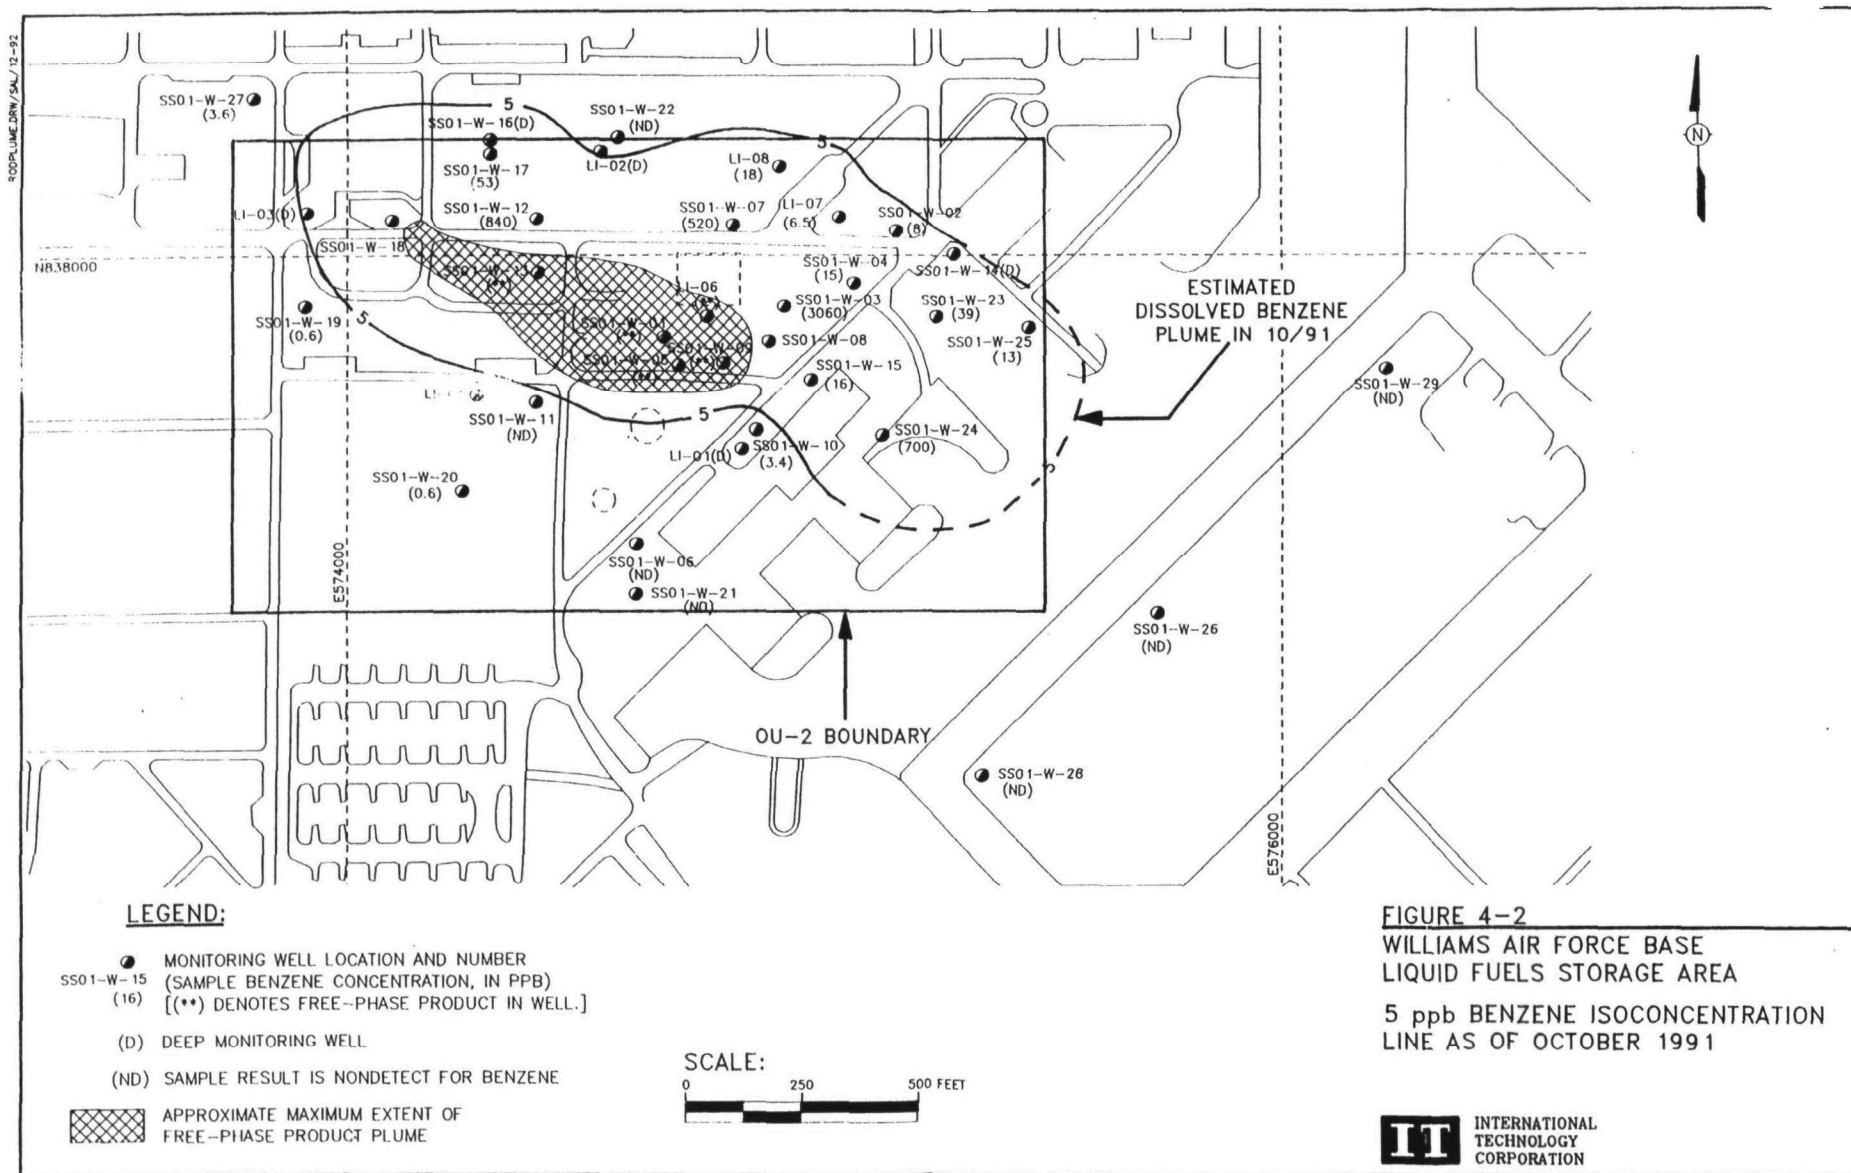 RODPLUME.DRW/SAL/12-92
SS01-W-27
(3.6)
5
SS01-W-16(D)
SS01-W-22
(ND)
SS01-W-17
(53)
LI-02(D)
LI-08
(18)
5
N
LI-03(D)
SS01-W-12
(840)
SS01-W-07
(520)
LI-07
(6.5)
SS01-W-02
(8)
SS01-W-18
N838000
SS01-W-13
(**)
LI-06
(**)
SS01-W-04
(15)
SS01-W-14(D)
SS01-W-03
(3060)
SS01-W-23
(39)
ESTIMATED
DISSOLVED BENZENE
PLUME IN 10/91
SS01-W-19
(0.6)
5
SS01-W-01
(**)
SS01-W-08
SS01-W-25
(13)
SS01-W-05
(**)
SS01-W-09
(**)
SS01-W-15
(16)
SS01-W-29
(ND)
SS01-W-11
(ND)
5
SS01-W-24
(700)
LI-01(D)
SS01-W-10
(3.4)
5
SS01-W-20
(0.6)
E574000
SS01-W-06
(ND)
SS01-W-21
(ND)
SS01-W-26
(ND)
OU-2 BOUNDARY
SS01-W-28
(ND)
E576000
LEGEND:
MONITORING WELL LOCATION AND NUMBER
SS01-W-15 (SAMPLE BENZENE CONCENTRATION, IN PPB)
(16) [(**) DENOTES FREE-PHASE PRODUCT IN WELL.]
(D) DEEP MONITORING WELL
(ND) SAMPLE RESULT IS NONDETECT FOR BENZENE
APPROXIMATE MAXIMUM EXTENT OF
FREE-PHASE PRODUCT PLUME
SCALE:
0 250 500 FEET
FIGURE 4-2
WILLIAMS AIR FORCE BASE
LIQUID FUELS STORAGE AREA
5 ppb BENZENE ISOCONCENTRATION
LINE AS OF OCTOBER 1991
IT
INTERNATIONAL
TECHNOLOGY
CORPORATION